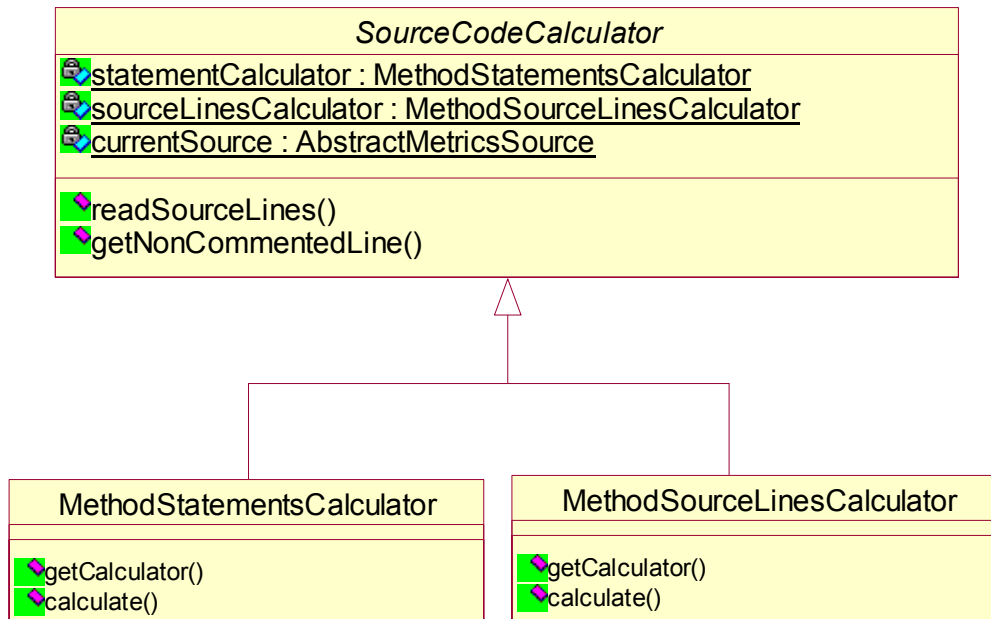 SourceCodeCalculator
statementCalculator : MethodStatementsCalculator
sourceLinesCalculator : MethodSourceLinesCalculator
currentSource : AbstractMetricsSource
readSourceLines()
getNonCommentedLine()
MethodStatementsCalculator
getCalculator()
calculate()
MethodSourceLinesCalculator
getCalculator()
calculate()